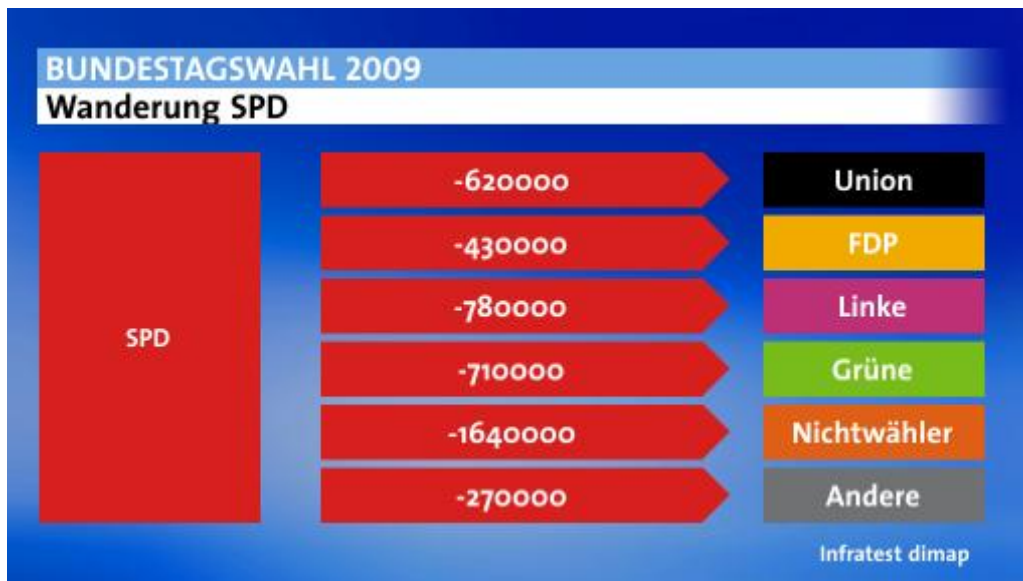 BUNDESTAGSWAHL 2009
Wanderung SPD
SPD
-620000 Union
-430000 FDP
-780000 Linke
-710000 Grüne
-1640000 Nichtwähler
-270000 Andere
Infratest dimap